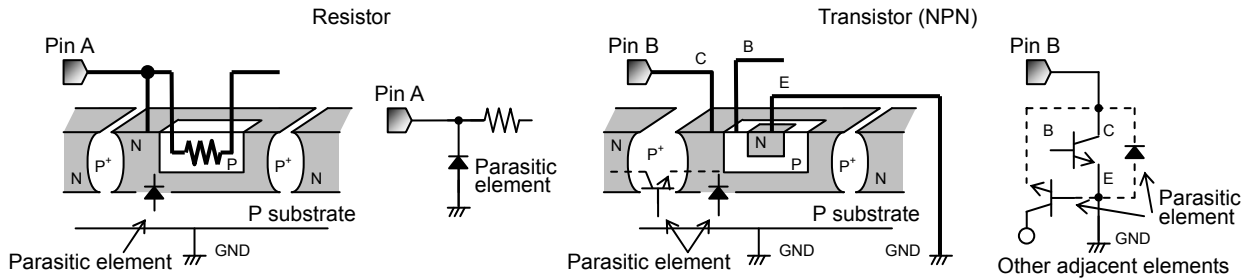 Resistor
Pin A
N
P+
N
P
P+
N
Parasitic element
P substrate
GND
Pin A
Parasitic
element
Transistor (NPN)
Pin B
C
B
E
N
P+
N
P
P+
N
P substrate
GND
GND
Parasitic element
Pin B
B
C
E
Parasitic
element
GND
Other adjacent elements